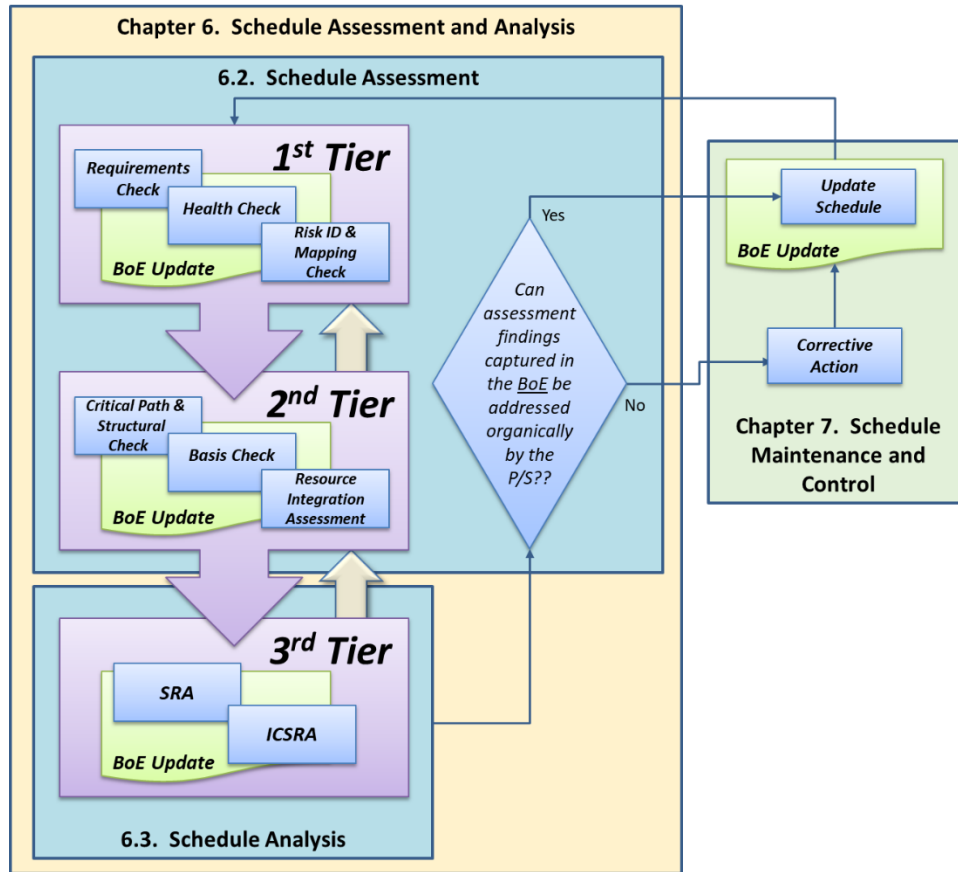 Chapter 6.  Schedule Assessment and Analysis
6.2.  Schedule Assessment
1st Tier
Requirements
Check
Health Check
Risk ID &
Mapping
Check
BoE Update
2nd Tier
Critical Path &
Structural
Check
Basis Check
Resource
Integration
Assessment
BoE Update
3rd Tier
SRA
ICSRA
BoE Update
6.3.  Schedule Analysis
Yes
Can
assessment
findings
captured in
the BoE be
addressed
organically
by the
P/S??
No
Update
Schedule
BoE Update
Corrective
Action
Chapter 7.  Schedule
Maintenance and
Control